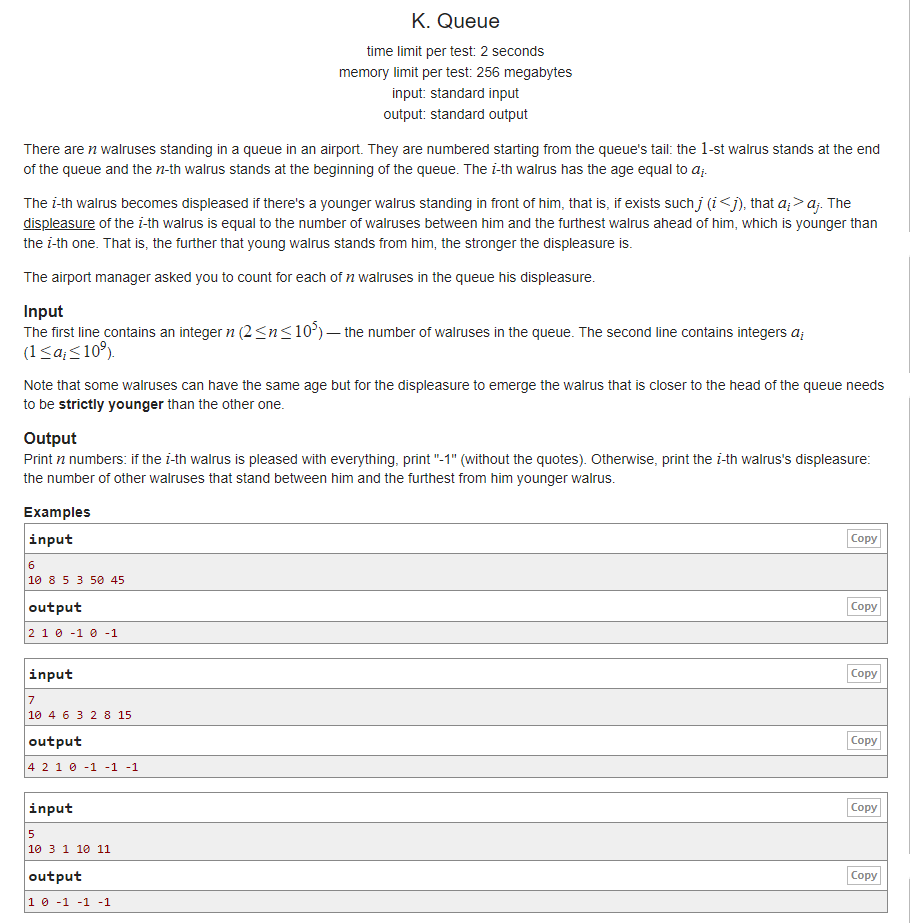 K. Queue
time limit per test: 2 seconds
memory limit per test: 256 megabytes
input: standard input
output: standard output
There are n walruses standing in a queue in an airport. They are numbered starting from the queue's tail: the 1-st walrus stands at the end
of the queue and the n-th walrus stands at the beginning of the queue. The i-th walrus has the age equal to aᵢ.
The i-th walrus becomes displeased if there's a younger walrus standing in front of him, that is, if exists such j (i < j), that aᵢ > aⱼ. The
displeasure of the i-th walrus is equal to the number of walruses between him and the furthest walrus ahead of him, which is younger than
the i-th one. That is, the further that young walrus stands from him, the stronger the displeasure is.
The airport manager asked you to count for each of n walruses in the queue his displeasure.
Input
The first line contains an integer n (2 ≤ n ≤ 10⁵) — the number of walruses in the queue. The second line contains integers aᵢ
(1 ≤ aᵢ ≤ 10⁹).
Note that some walruses can have the same age but for the displeasure to emerge the walrus that is closer to the head of the queue needs
to be strictly younger than the other one.
Output
Print n numbers: if the i-th walrus is pleased with everything, print "-1" (without the quotes). Otherwise, print the i-th walrus's displeasure:
the number of other walruses that stand between him and the furthest from him younger walrus.
Examples
input Copy
6
10 8 5 3 50 45
output Copy
2 1 0 -1 0 -1
input Copy
7
10 4 6 3 2 8 15
output Copy
4 2 1 0 -1 -1 -1
input Copy
5
10 3 1 10 11
output Copy
1 0 -1 -1 -1